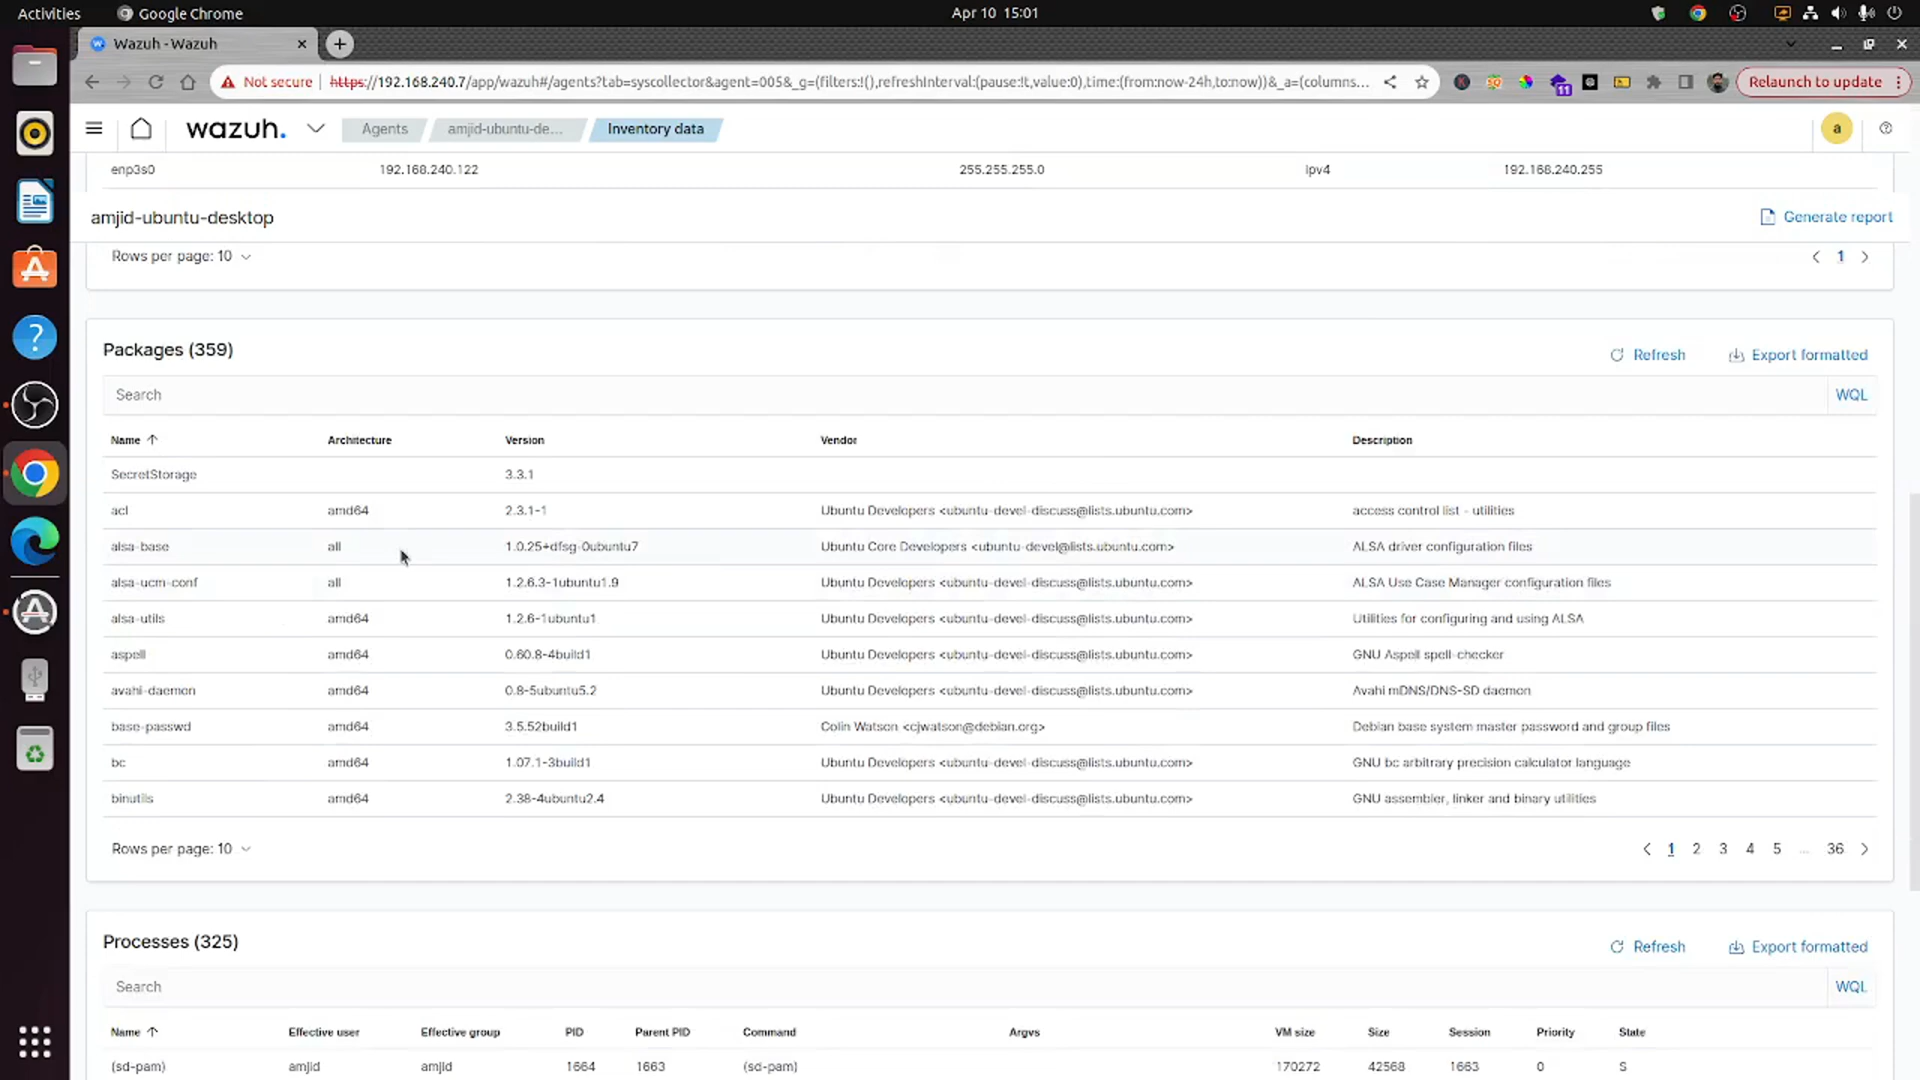 Activities Google Chrome Apr 10 15:01
Wazuh - Wazuh
Not secure https://192.168.240.7/app/wazuh#/agents?tab=syscollector&agent=005&_g=(filters:!(),refreshInterval:(pause:!t,value:0),time:(from:now-24h,to:now))&_a=(columns... 11 Relaunch to update
wazuh. Agents amjid-ubuntu-de... Inventory data a
enp3s0 192.168.240.122 255.255.255.0 ipv4 192.168.240.255
amjid-ubuntu-desktop Generate report
Rows per page: 10 1
Packages (359) Refresh Export formatted
Search WQL
Name Architecture Version Vendor Description
SecretStorage 3.3.1
acl amd64 2.3.1-1 Ubuntu Developers <ubuntu-devel-discuss@lists.ubuntu.com> access control list - utilities
alsa-base all 1.0.25+dfsg-0ubuntu7 Ubuntu Core Developers <ubuntu-devel@lists.ubuntu.com> ALSA driver configuration files
alsa-ucm-conf all 1.2.6.3-1ubuntu1.9 Ubuntu Developers <ubuntu-devel-discuss@lists.ubuntu.com> ALSA Use Case Manager configuration files
alsa-utils amd64 1.2.6-1ubuntu1 Ubuntu Developers <ubuntu-devel-discuss@lists.ubuntu.com> Utilities for configuring and using ALSA
aspell amd64 0.60.8-4build1 Ubuntu Developers <ubuntu-devel-discuss@lists.ubuntu.com> GNU Aspell spell-checker
avahi-daemon amd64 0.8-5ubuntu5.2 Ubuntu Developers <ubuntu-devel-discuss@lists.ubuntu.com> Avahi mDNS/DNS-SD daemon
base-passwd amd64 3.5.52build1 Colin Watson <cjwatson@debian.org> Debian base system master password and group files
bc amd64 1.07.1-3build1 Ubuntu Developers <ubuntu-devel-discuss@lists.ubuntu.com> GNU bc arbitrary precision calculator language
binutils amd64 2.38-4ubuntu2.4 Ubuntu Developers <ubuntu-devel-discuss@lists.ubuntu.com> GNU assembler, linker and binary utilities
Rows per page: 10 1 2 3 4 5 ... 36
Processes (325) Refresh Export formatted
Search WQL
Name Effective user Effective group PID Parent PID Command Argvs VM size Size Session Priority State
(sd-pam) amjid amjid 1664 1663 (sd-pam) 170272 42568 1663 0 S